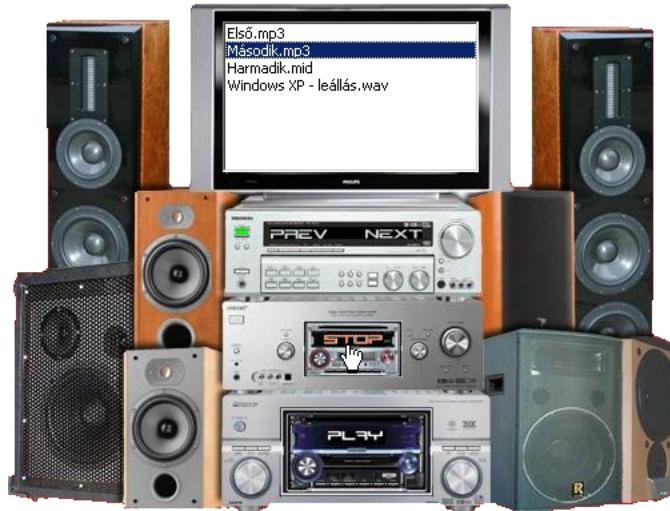 Első.mp3
Második.mp3
Harmadik.mid
Windows XP - leállás.wav
PHILIPS
PREV NEXT
STOP
PLAY
R